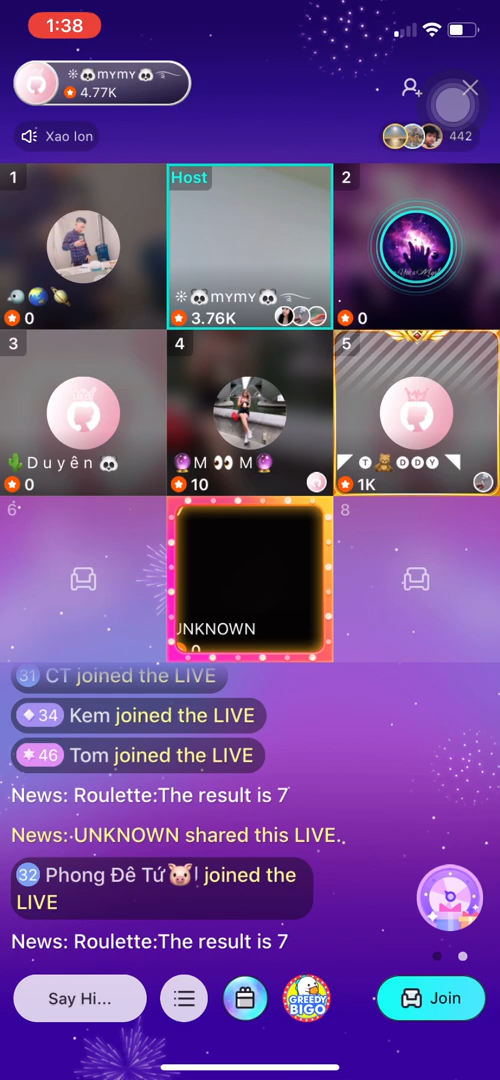 1:38
☼🐼mʏmʏ🐼
4.77K
Xao lon
442
1
Host
2
0
☼🐼mʏmʏ🐼
3.76K
0
3
4
5
🌵D u y ê n 🐼
0
🔮M 👀 M🔮
10
🅣🧸🅓🅓🅨
1K
6
8
UNKNOWN
0
31 CT joined the LIVE
34 Kem joined the LIVE
46 Tom joined the LIVE
News: Roulette:The result is 7
News: UNKNOWN shared this LIVE.
32 Phong Đê Tứ🐷| joined the
LIVE
News: Roulette:The result is 7
Say Hi...
GREEDY
BIGO
Join